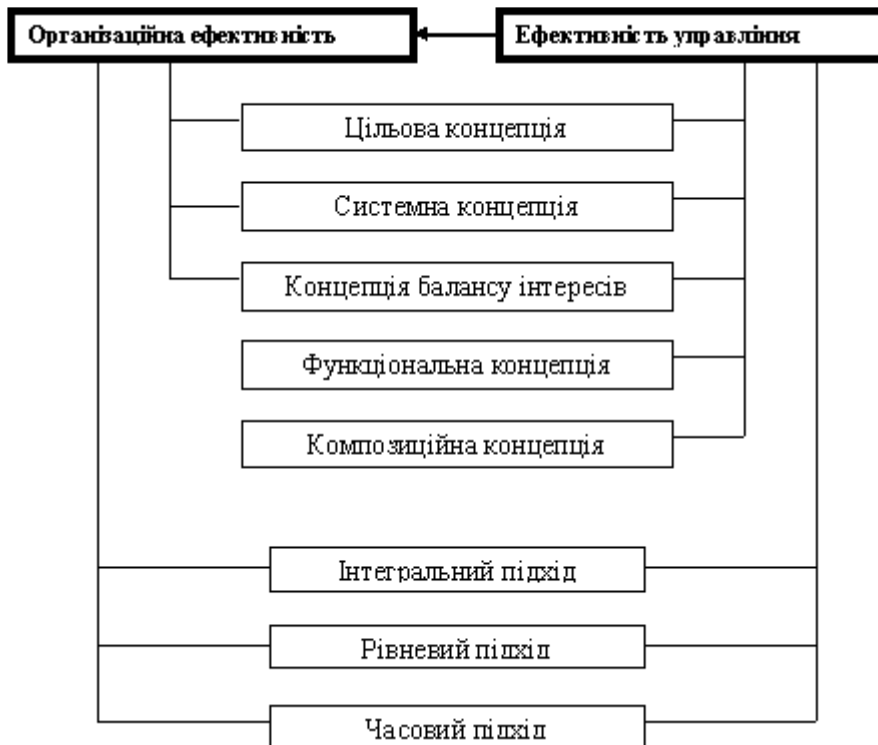 Організаційна ефективність
Ефективність управління
Цільова концепція
Системна концепція
Концепція балансу інтересів
Функціональна концепція
Композиційна концепція
Інтегральний підхід
Рівневий підхід
Часовий підхід